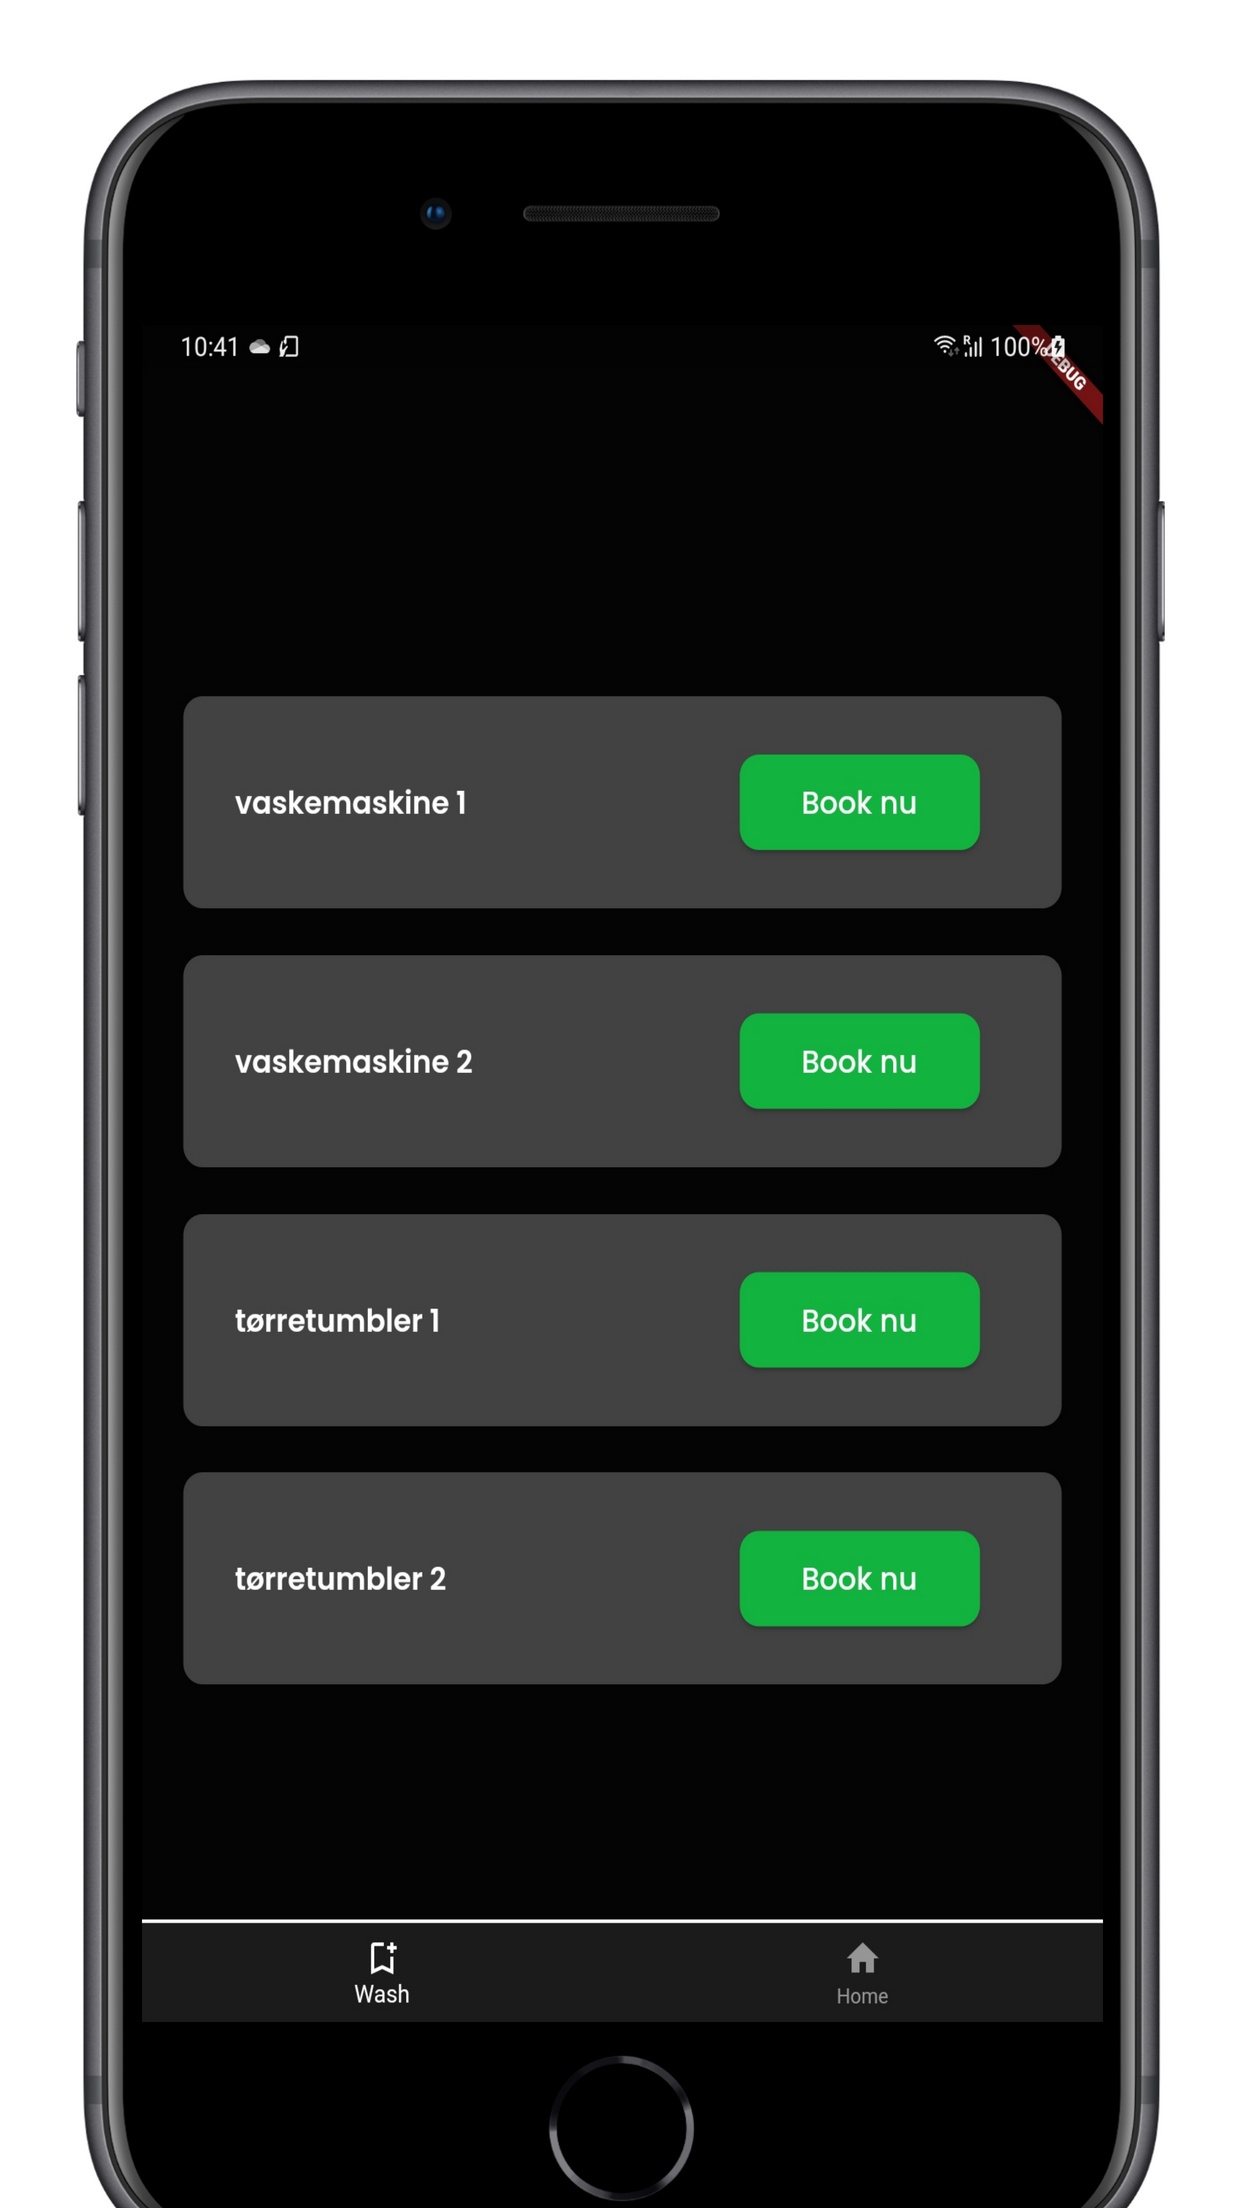 10:41
R 100%
EBUG
vaskemaskine 1
Book nu
vaskemaskine 2
Book nu
tørretumbler 1
Book nu
tørretumbler 2
Book nu
Wash
Home